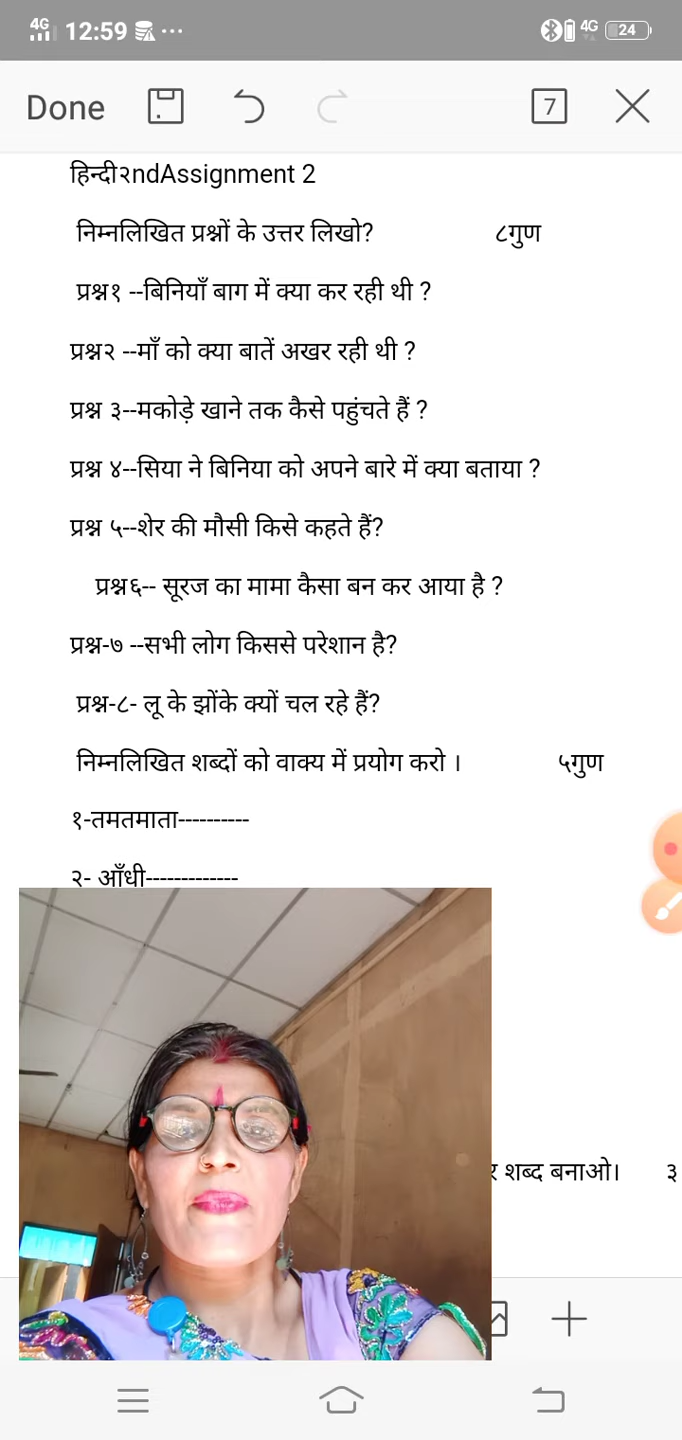 4G 12:59 ... 4G 24
Done 7
हिन्दी२ndAssignment 2
निम्नलिखित प्रश्नों के उत्तर लिखो? ८गुण
प्रश्न१ --बिनियाँ बाग में क्या कर रही थी ?
प्रश्न२ --माँ को क्या बातें अखर रही थी ?
प्रश्न ३--मकोड़े खाने तक कैसे पहुंचते हैं ?
प्रश्न ४--सिया ने बिनिया को अपने बारे में क्या बताया ?
प्रश्न ५--शेर की मौसी किसे कहते हैं?
प्रश्न६-- सूरज का मामा कैसा बन कर आया है ?
प्रश्न-७ --सभी लोग किससे परेशान है?
प्रश्न-८- लू के झोंके क्यों चल रहे हैं?
निम्नलिखित शब्दों को वाक्य में प्रयोग करो । ५गुण
१-तमतमाता----------
२- आँधी-------------
शब्द बनाओ। ३